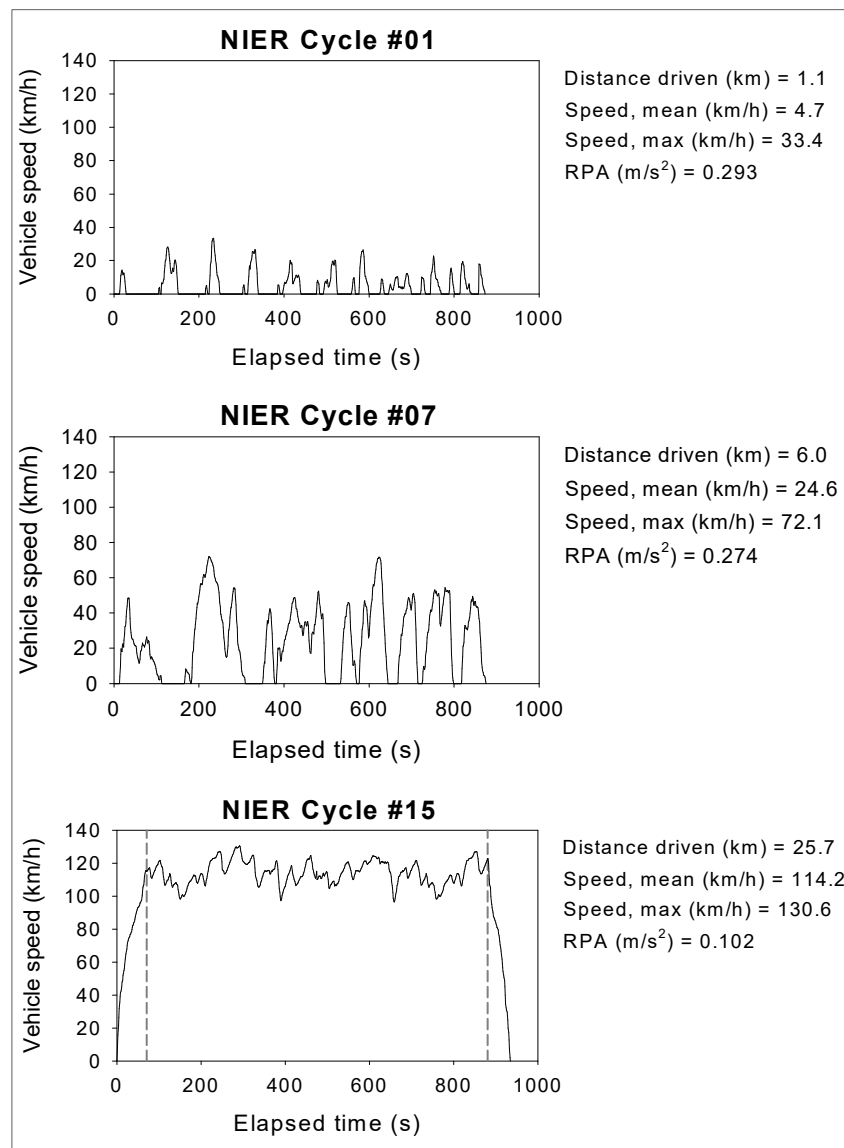 NIER Cycle #01
Vehicle speed (km/h)
140
120
100
80
60
40
20
0
0 200 400 600 800 1000
Elapsed time (s)
Distance driven (km) = 1.1
Speed, mean (km/h) = 4.7
Speed, max (km/h) = 33.4
RPA (m/s²) = 0.293
NIER Cycle #07
Vehicle speed (km/h)
140
120
100
80
60
40
20
0
0 200 400 600 800 1000
Elapsed time (s)
Distance driven (km) = 6.0
Speed, mean (km/h) = 24.6
Speed, max (km/h) = 72.1
RPA (m/s²) = 0.274
NIER Cycle #15
Vehicle speed (km/h)
140
120
100
80
60
40
20
0
0 200 400 600 800 1000
Elapsed time (s)
Distance driven (km) = 25.7
Speed, mean (km/h) = 114.2
Speed, max (km/h) = 130.6
RPA (m/s²) = 0.102